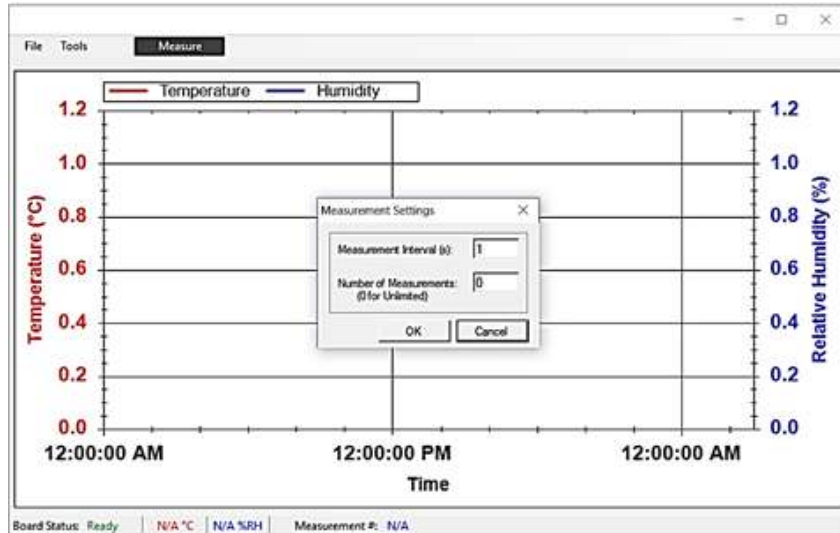 File Tools Measure
Temperature Humidity
1.2 1.2
1.0 1.0
0.8 0.8
0.6 0.6
0.4 0.4
0.2 0.2
0.0 0.0
Temperature (°C)
Relative Humidity (%)
Measurement Settings
Measurement Interval (s): 1
Number of Measurements: 0
(0 for Unlimited)
OK Cancel
12:00:00 AM 12:00:00 PM 12:00:00 AM
Time
Board Status: Ready N/A °C N/A %RH Measurement #: N/A